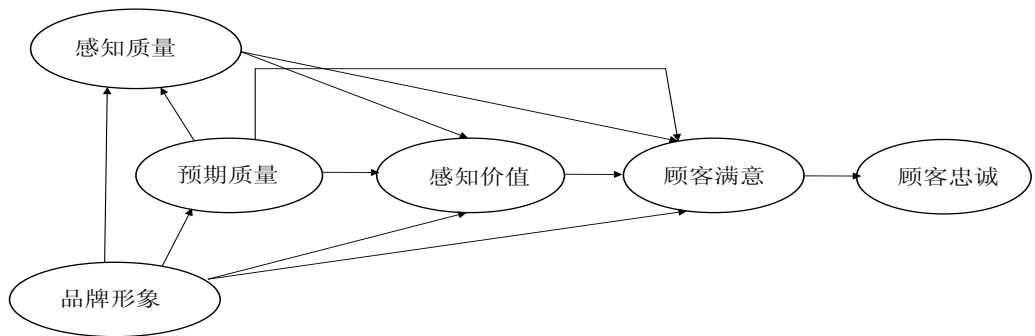 感知质量
预期质量
感知价值
顾客满意
顾客忠诚
品牌形象